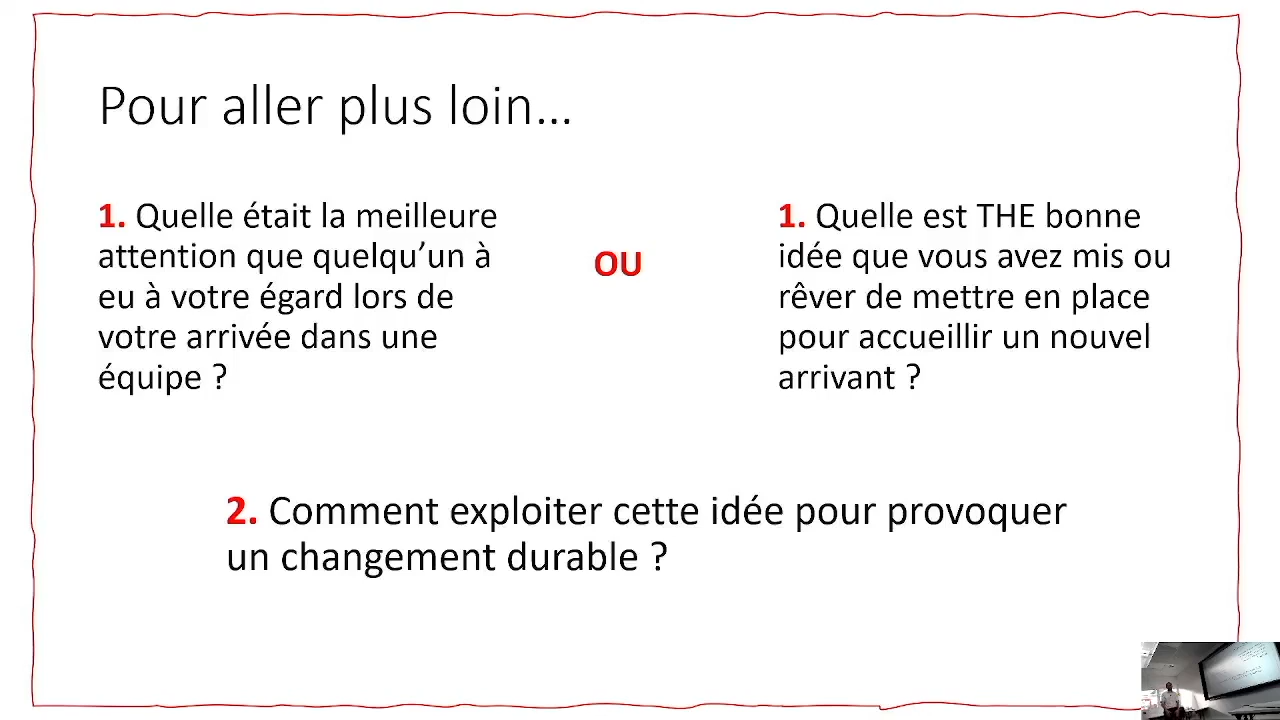 Pour aller plus loin…
1. Quelle était la meilleure
attention que quelqu’un à
eu à votre égard lors de
votre arrivée dans une
équipe ?
OU
1. Quelle est THE bonne
idée que vous avez mis ou
rêver de mettre en place
pour accueillir un nouvel
arrivant ?
2. Comment exploiter cette idée pour provoquer
un changement durable ?